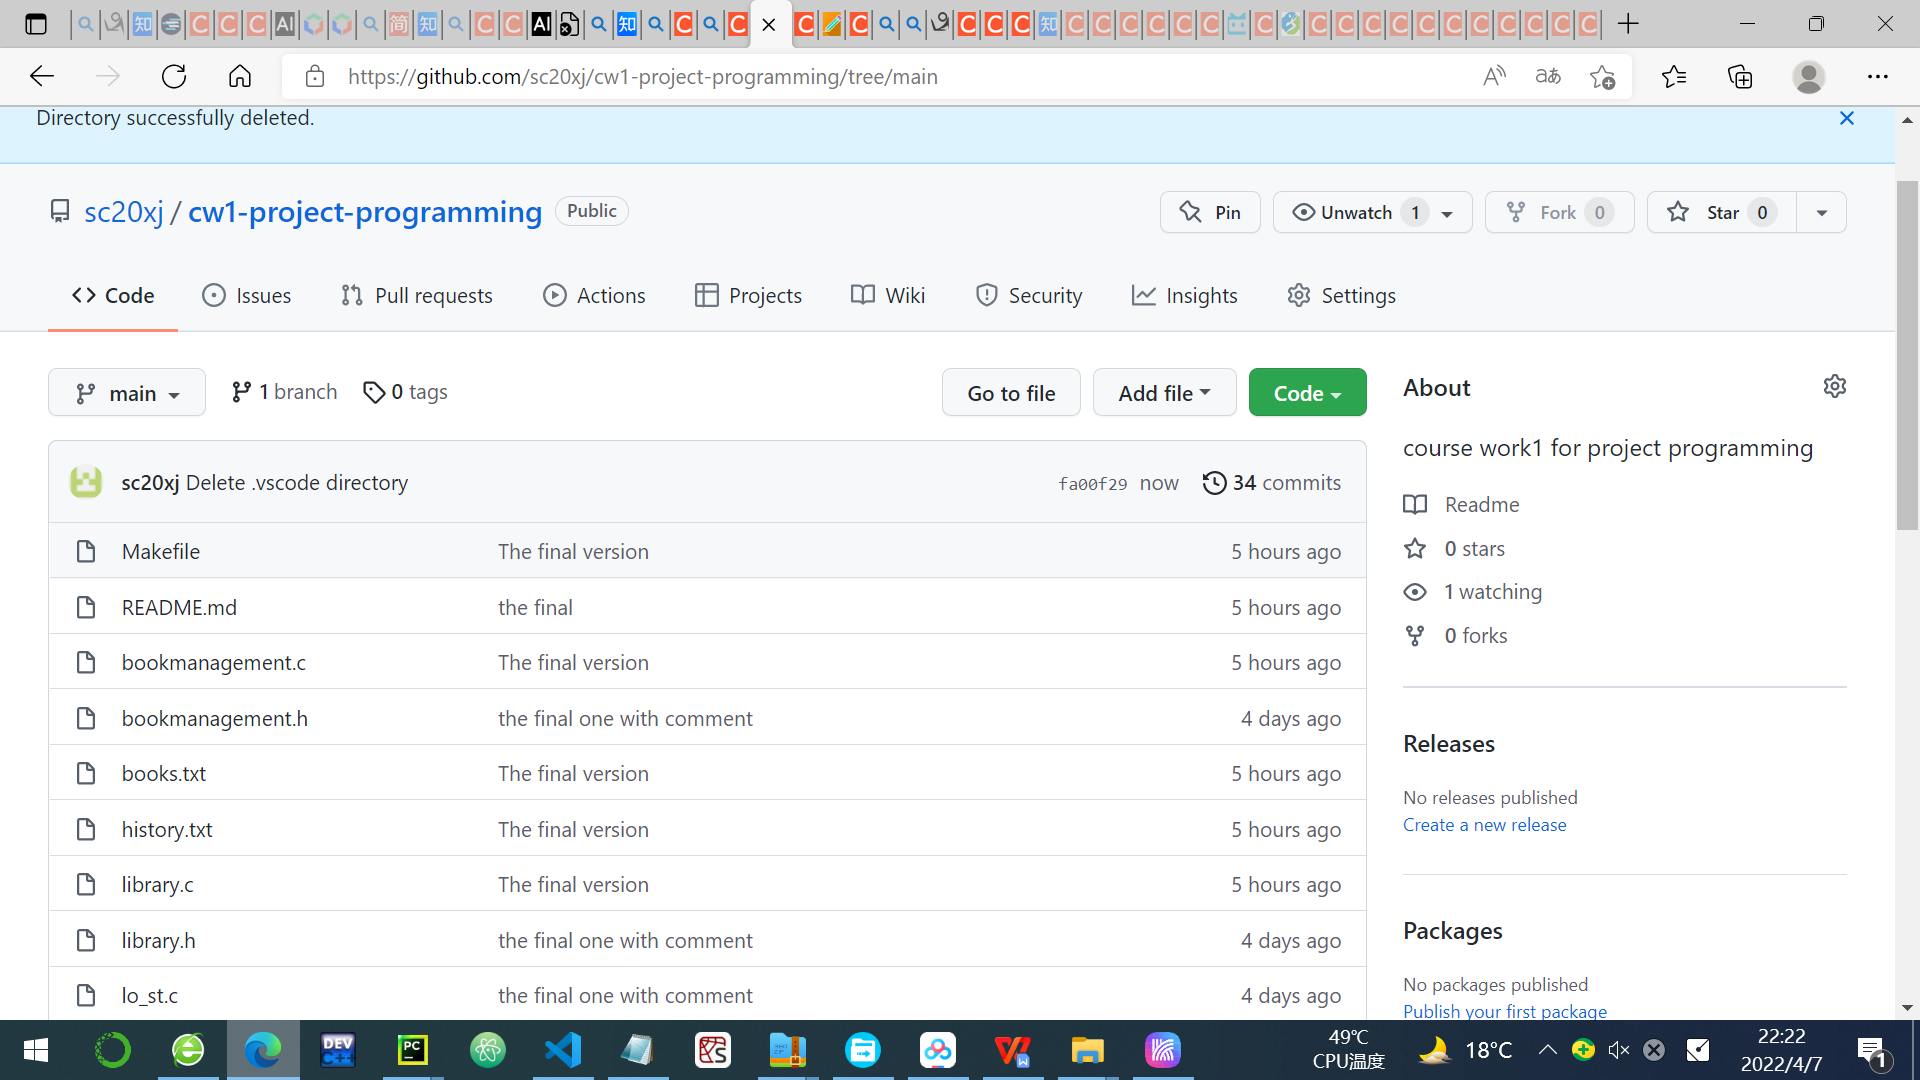 https://github.com/sc20xj/cw1-project-programming/tree/main
Directory successfully deleted.
sc20xj / cw1-project-programming Public
Pin Unwatch 1 Fork 0 Star 0
Code Issues Pull requests Actions Projects Wiki Security Insights Settings
main 1 branch 0 tags Go to file Add file Code
sc20xj Delete .vscode directory fa00f29 now 34 commits
Makefile The final version 5 hours ago
README.md the final 5 hours ago
bookmanagement.c The final version 5 hours ago
bookmanagement.h the final one with comment 4 days ago
books.txt The final version 5 hours ago
history.txt The final version 5 hours ago
library.c The final version 5 hours ago
library.h the final one with comment 4 days ago
lo_st.c the final one with comment 4 days ago
About
course work1 for project programming
Readme
0 stars
1 watching
0 forks
Releases
No releases published
Create a new release
Packages
No packages published
Publish your first package
49℃
CPU温度
18°C
22:22
2022/4/7
1